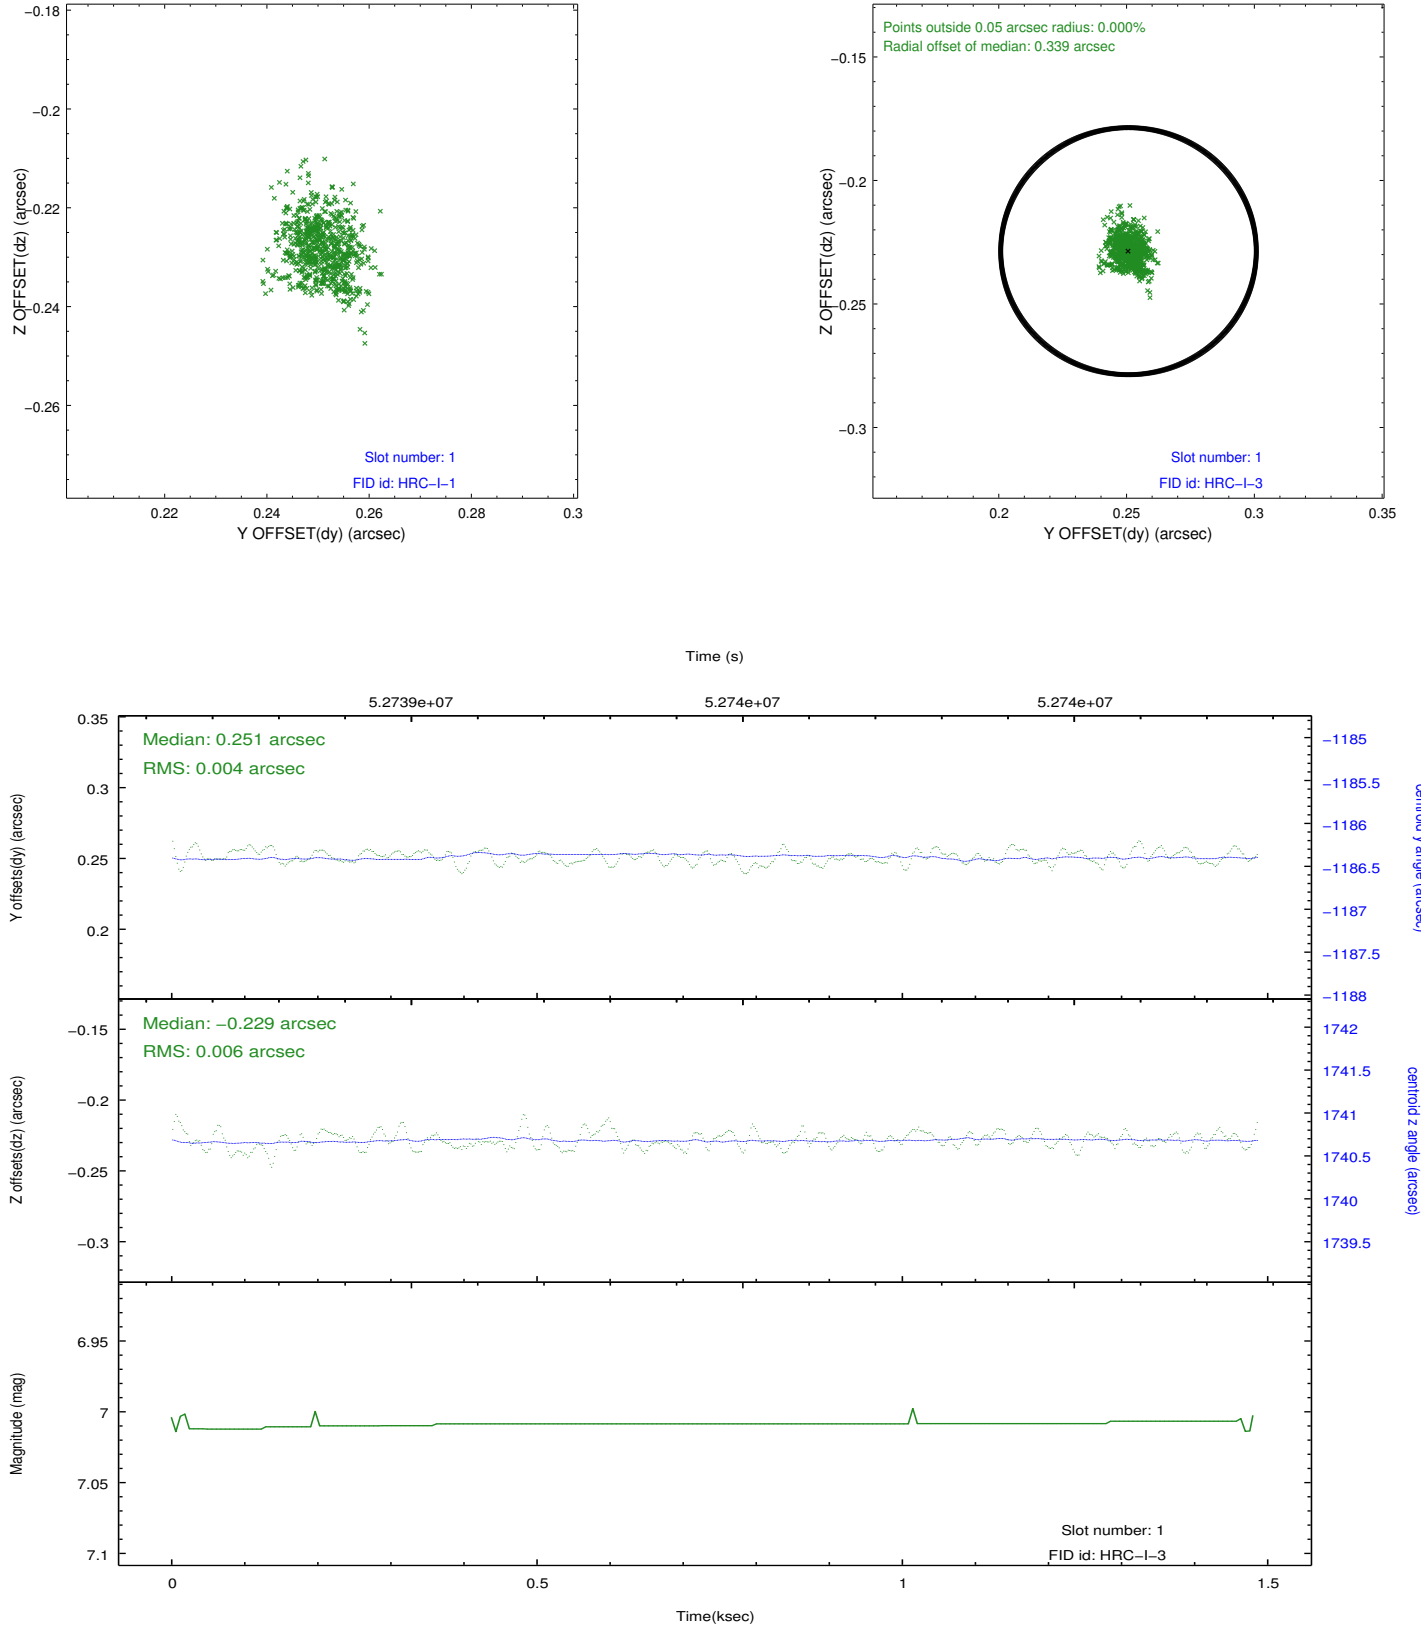 −0.18
−0.2
−0.22
−0.24
−0.26
Z OFFSET(dz) (arcsec)
Slot number: 1
FID id: HRC−I−1
0.22
0.24
0.26
0.28
0.3
Y OFFSET(dy) (arcsec)
Points outside 0.05 arcsec radius: 0.000%
Radial offset of median: 0.339 arcsec
−0.15
−0.2
−0.25
−0.3
Z OFFSET(dz) (arcsec)
Slot number: 1
FID id: HRC−I−3
0.2
0.25
0.3
0.35
Y OFFSET(dy) (arcsec)
Time (s)
5.2739e+07
5.274e+07
5.274e+07
0.35
0.3
0.25
0.2
Y offsets(dy) (arcsec)
Median: 0.251 arcsec
RMS: 0.004 arcsec
−1185
−1185.5
−1186
−1186.5
−1187
−1187.5
−1188
centroid y angle (arcsec)
−0.15
−0.2
−0.25
−0.3
Z offsets(dz) (arcsec)
Median: −0.229 arcsec
RMS: 0.006 arcsec
1742
1741.5
1741
1740.5
1740
1739.5
centroid z angle (arcsec)
6.95
7
7.05
7.1
Magnitude (mag)
Slot number: 1
FID id: HRC−I−3
0
0.5
1
1.5
Time(ksec)